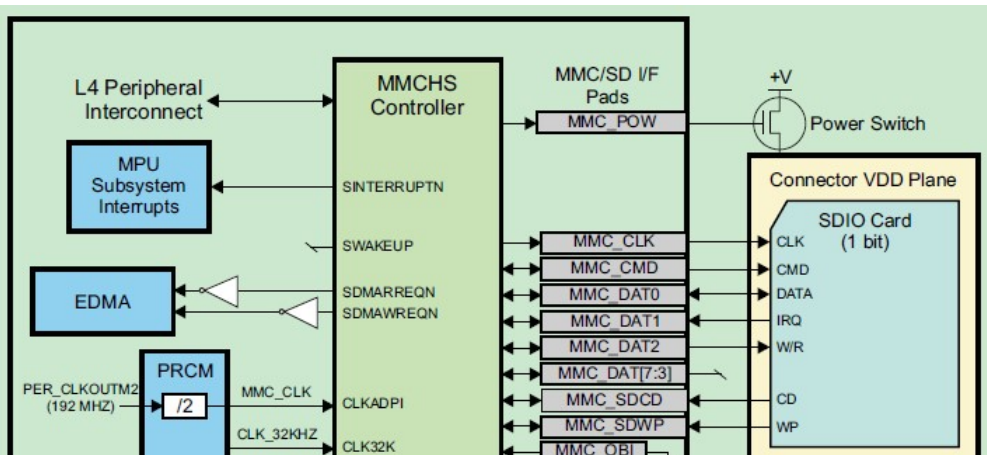 L4 Peripheral
Interconnect
MMCHS
Controller
MMC/SD I/F
Pads
MMC_POW
+V
Power Switch
MPU
Subsystem
Interrupts
SINTERRUPTN
SWAKEUP
EDMA
SDMARREQN
SDMAWREQN
PRCM
PER_CLKOUTM2
(192 MHZ)
/2
MMC_CLK
CLKADPI
CLK_32KHZ
CLK32K
MMC_CLK
MMC_CMD
MMC_DAT0
MMC_DAT1
MMC_DAT2
MMC_DAT[7:3]
MMC_SDCD
MMC_SDWP
MMC_OBI
Connector VDD Plane
SDIO Card
(1 bit)
CLK
CMD
DATA
IRQ
W/R
CD
WP